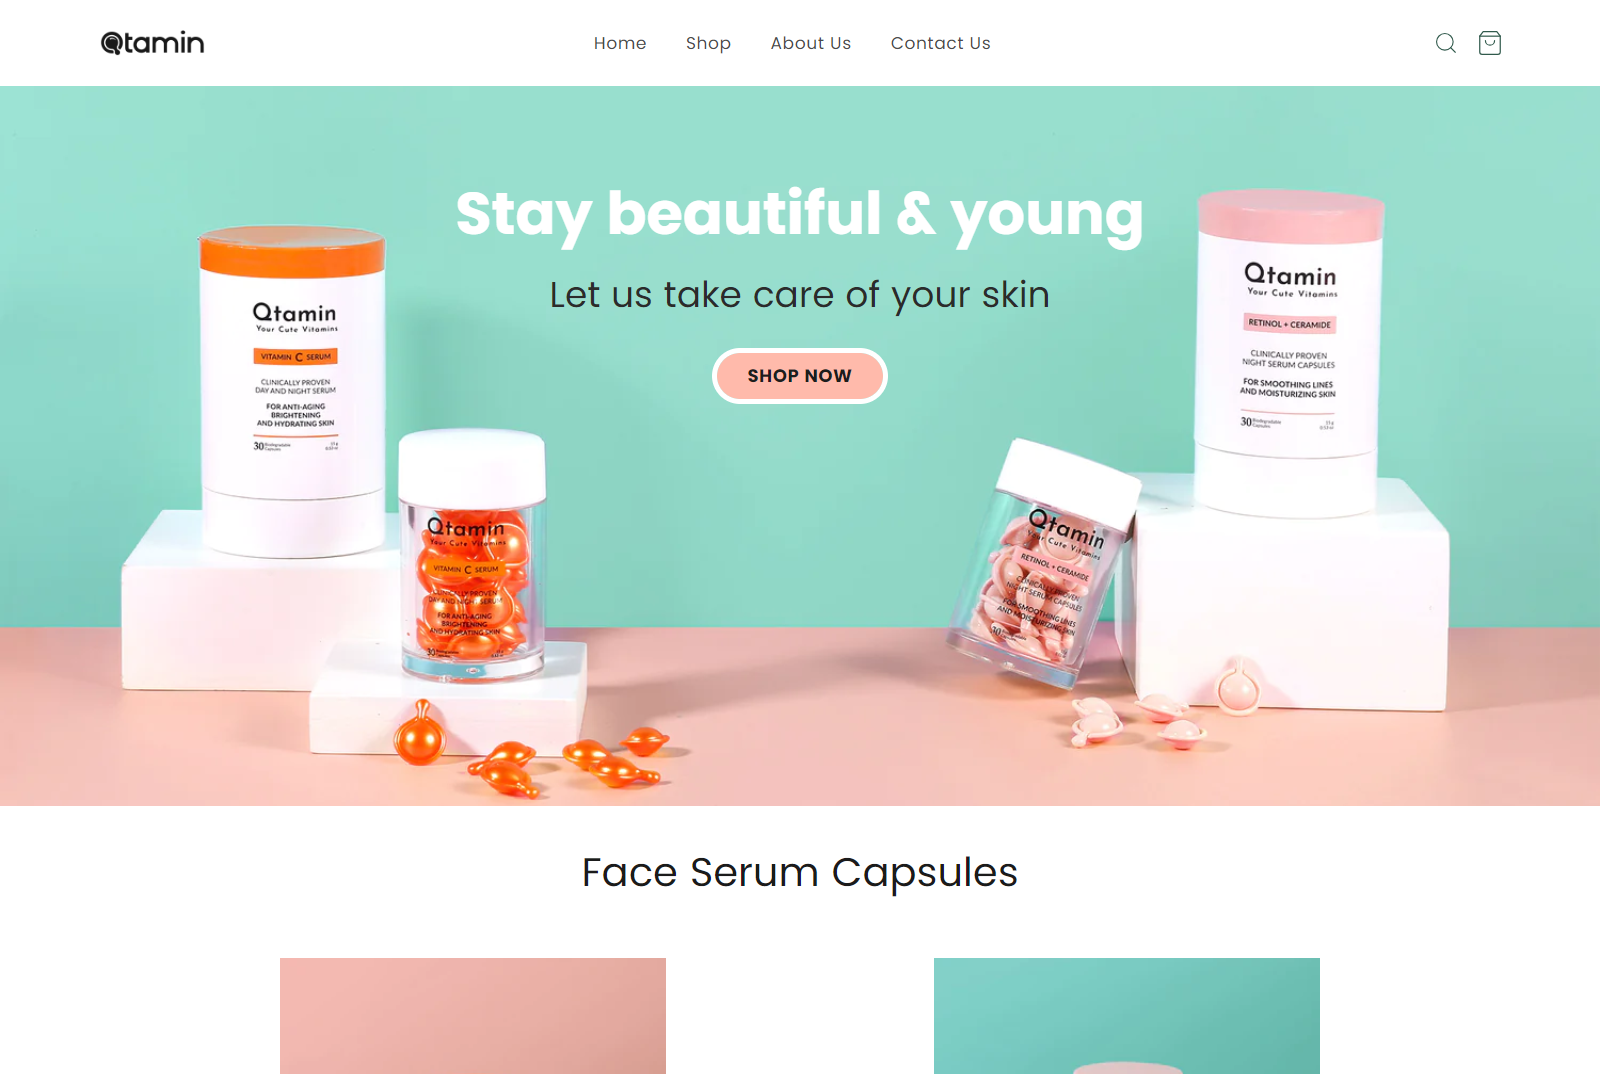 Qtamin
Home
Shop
About Us
Contact Us
Stay beautiful & young
Let us take care of your skin
SHOP NOW
Qtamin
Your Cute Vitamins
VITAMIN C SERUM
CLINICALLY PROVEN
DAY AND NIGHT SERUM
FOR ANTI-AGING
BRIGHTENING
AND HYDRATING SKIN
30 Biodegradable
Capsules
Qtamin
Your Cute Vitamins
VITAMIN C SERUM
CLINICALLY PROVEN
DAY AND NIGHT SERUM
FOR ANTI-AGING
BRIGHTENING
AND HYDRATING SKIN
30
Qtamin
Your Cute Vitamins
RETINOL + CERAMIDE
CLINICALLY PROVEN
NIGHT SERUM CAPSULES
FOR SMOOTHING LINES
AND MOISTURIZING SKIN
30
Qtamin
Your Cute Vitamins
RETINOL + CERAMIDE
CLINICALLY PROVEN
NIGHT SERUM CAPSULES
FOR SMOOTHING LINES
AND MOISTURIZING SKIN
30 Biodegradable
Capsules
Face Serum Capsules